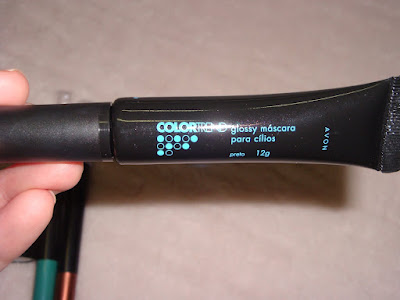 COLORTREND
glossy máscara
para cílios
preto 12g
AVON